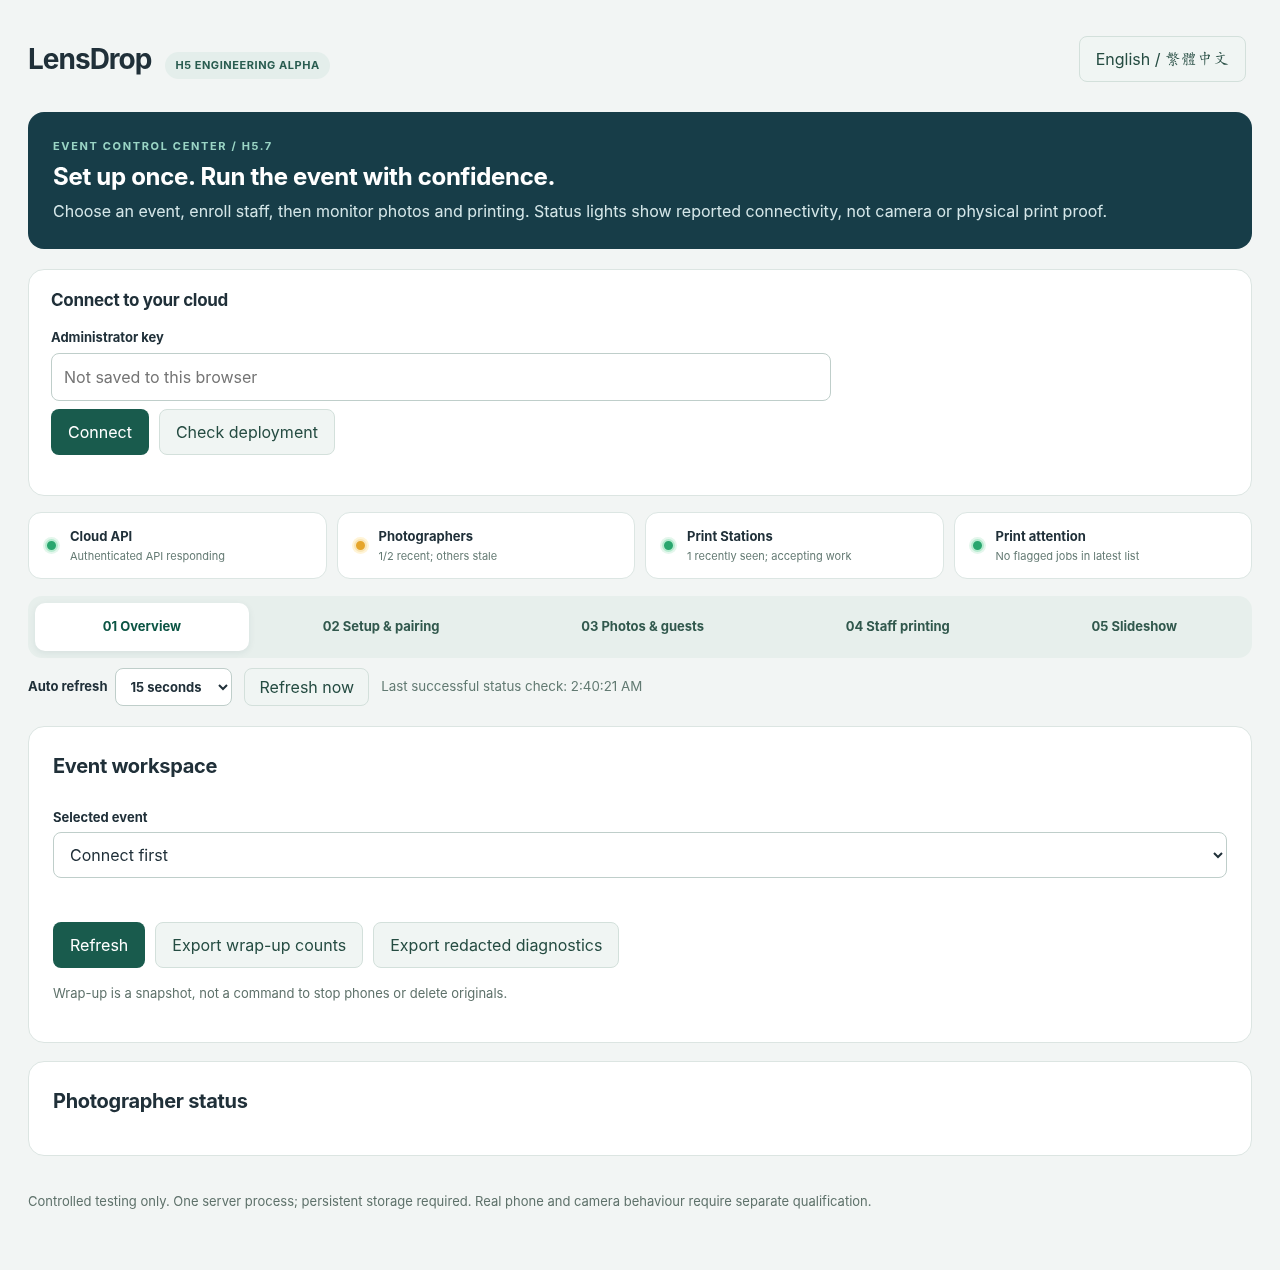 LensDrop
H5 ENGINEERING ALPHA
English / 繁體中文
EVENT CONTROL CENTER / H5.7
Set up once. Run the event with confidence.
Choose an event, enroll staff, then monitor photos and printing. Status lights show reported connectivity, not camera or physical print proof.
Connect to your cloud
Administrator key
Not saved to this browser
Connect
Check deployment
Cloud API
Authenticated API responding
Photographers
1/2 recent; others stale
Print Stations
1 recently seen; accepting work
Print attention
No flagged jobs in latest list
01 Overview
02 Setup & pairing
03 Photos & guests
04 Staff printing
05 Slideshow
Auto refresh
15 seconds
Refresh now
Last successful status check: 2:40:21 AM
Event workspace
Selected event
Connect first
Refresh
Export wrap-up counts
Export redacted diagnostics
Wrap-up is a snapshot, not a command to stop phones or delete originals.
Photographer status
Controlled testing only. One server process; persistent storage required. Real phone and camera behaviour require separate qualification.